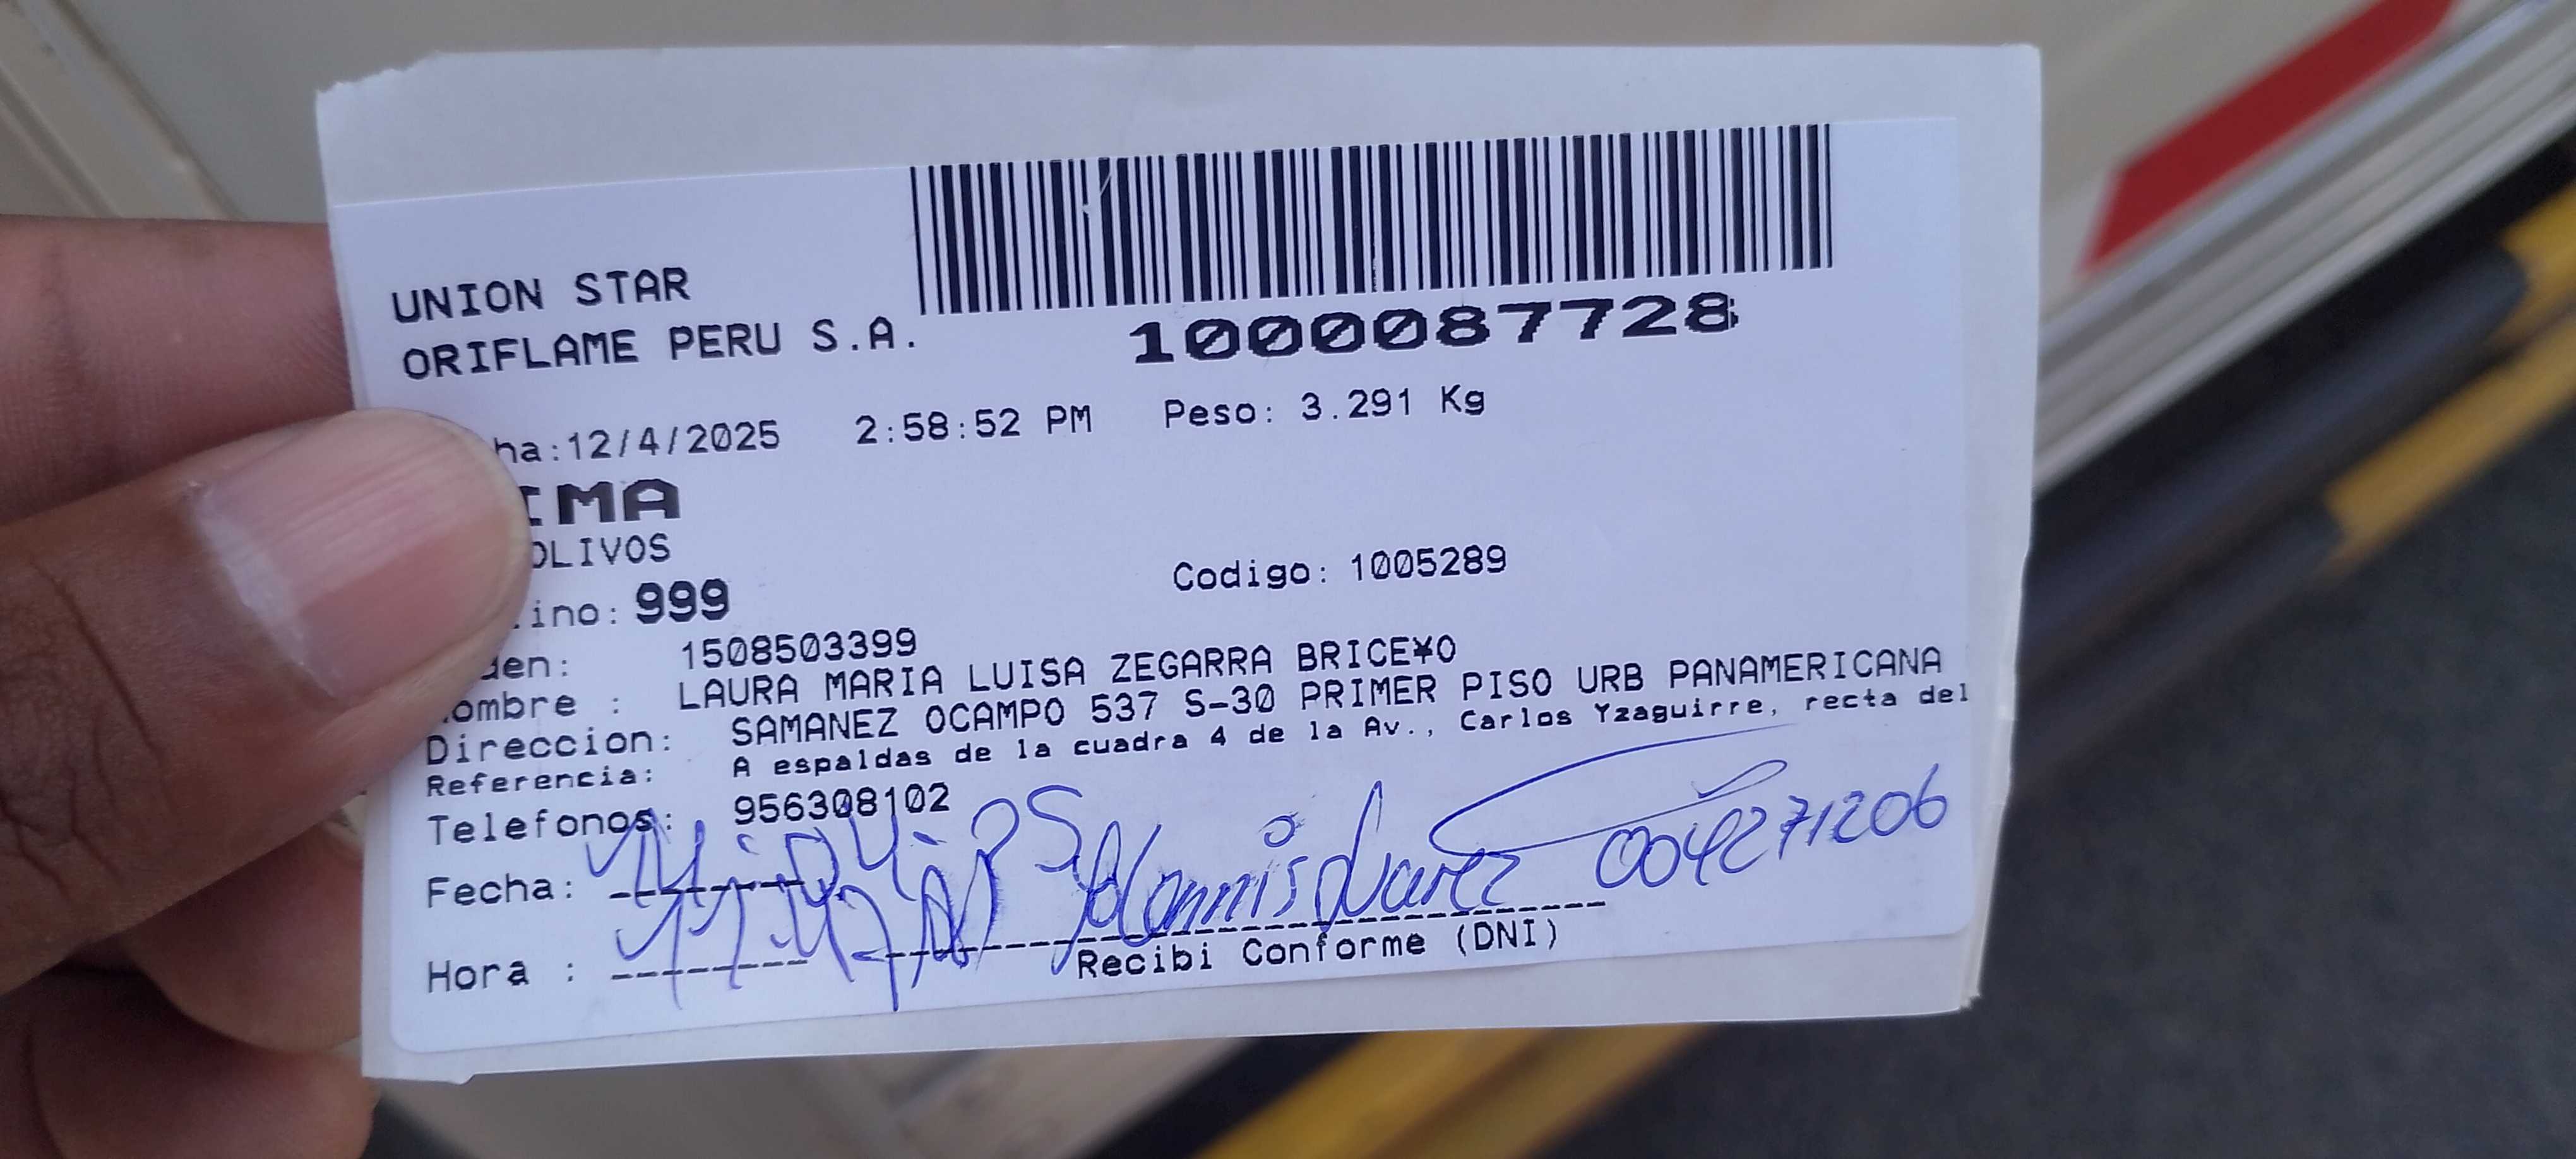 UNION STAR
ORIFLAME PERU S.A.
1000087728
ha:12/4/2025 2:58:52 PM Peso: 3.291 Kg
IMA
OLIVOS
ino: 999 Codigo: 1005289
den: 1508503399
ombre : LAURA MARIA LUISA ZEGARRA BRICE¥O
Direccion: SAMANEZ OCAMPO 537 S-30 PRIMER PISO URB PANAMERICANA
Referencia: A espaldas de la cuadra 4 de la Av., Carlos Yzaguirre, recta del
Telefonos: 956308102
Fecha: Suarez 004271206
Hora :
Recibi Conforme (DNI)